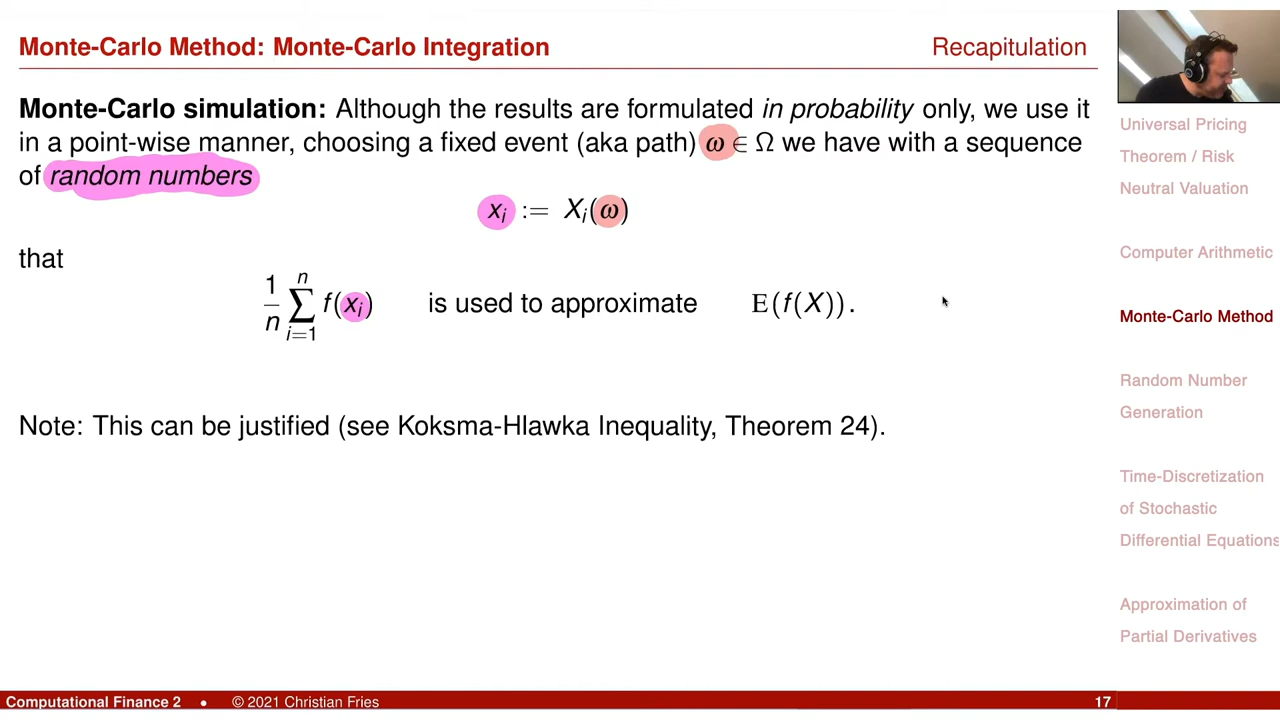 Monte-Carlo Method: Monte-Carlo Integration
Recapitulation
Monte-Carlo simulation: Although the results are formulated in probability only, we use it
in a point-wise manner, choosing a fixed event (aka path) ω ∈ Ω we have with a sequence
of random numbers
xᵢ := Xᵢ(ω)
that
1/n ∑ⁿᵢ₌₁ f(xᵢ) is used to approximate E(f(X)).
Note: This can be justified (see Koksma-Hlawka Inequality, Theorem 24).
Universal Pricing
Theorem / Risk
Neutral Valuation
Computer Arithmetic
Monte-Carlo Method
Random Number
Generation
Time-Discretization
of Stochastic
Differential Equations
Approximation of
Partial Derivatives
Computational Finance 2 • © 2021 Christian Fries
17